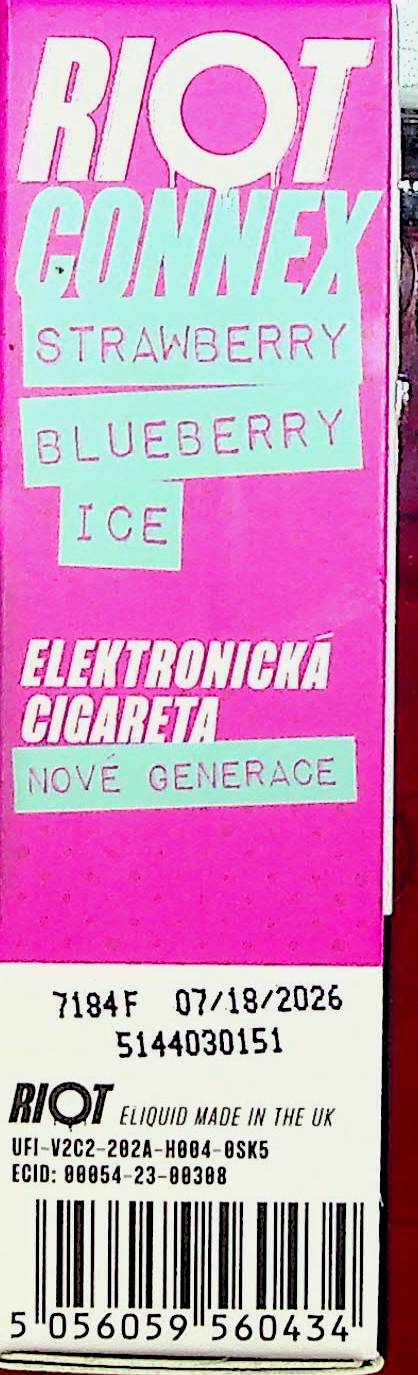 RIOT
CONNEX
STRAWBERRY
BLUEBERRY
ICE
ELEKTRONICKÁ
CIGARETA
NOVÉ GENERACE
7184F 07/18/2026
5144030151
RIOT ELIQUID MADE IN THE UK
UFI-V2C2-202A-H004-0SK5
ECID: 00054-23-00308
5 056059 560434